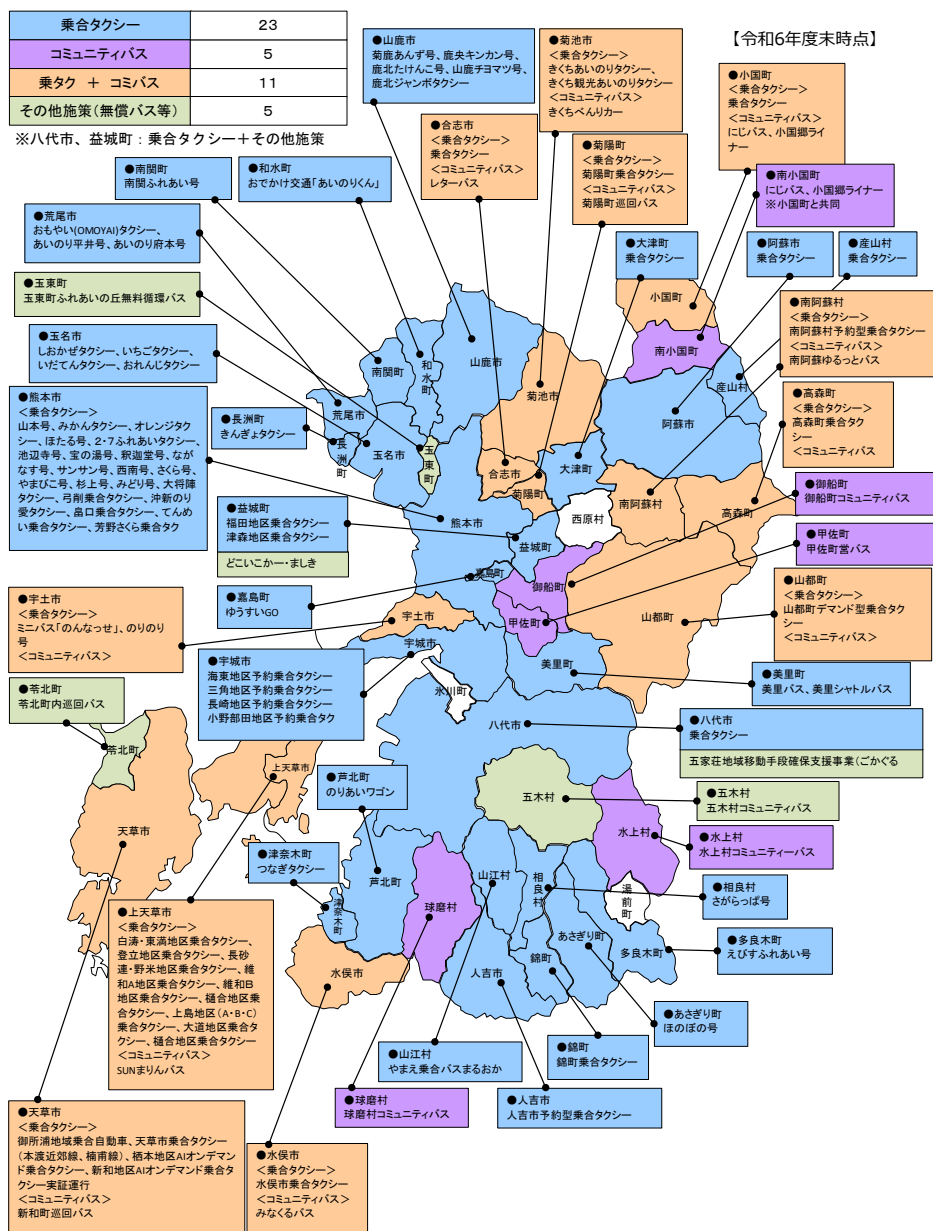 乗合タクシー 23
コミュニティバス 5
乗タク ＋ コミバス 11
その他施策(無償バス等) 5
※八代市、益城町：乗合タクシー＋その他施策
【令和6年度末時点】
●山鹿市
菊鹿あんず号、鹿央キンカン号、
鹿北たけんこ号、山鹿チヨマツ号、
鹿北ジャンボタクシー
●菊池市
＜乗合タクシー＞
きくちあいのりタクシー、
きくち観光あいのりタクシー
＜コミュニティバス＞
きくちべんりカー
●小国町
＜乗合タクシー＞
乗合タクシー
＜コミュニティバス＞
にじバス、小国郷ライ
ナー
●合志市
＜乗合タクシー＞
乗合タクシー
＜コミュニティバス＞
レターバス
●菊陽町
＜乗合タクシー＞
菊陽町乗合タクシー
＜コミュニティバス＞
菊陽町巡回バス
●南小国町
にじバス、小国郷ライナー
※小国町と共同
●南関町
南関ふれあい号
●和水町
おでかけ交通「あいのりくん」
●荒尾市
おもやい(OMOYAI)タクシー、
あいのり平井号、あいのり府本号
●大津町
乗合タクシー
●阿蘇市
乗合タクシー
●産山村
乗合タクシー
●玉東町
玉東町ふれあいの丘無料循環バス
●南阿蘇村
＜乗合タクシー＞
南阿蘇村予約型乗合タクシー
＜コミュニティバス＞
南阿蘇ゆるっとバス
●玉名市
しおかぜタクシー、いちごタクシー、
いだてんタクシー、おれんじタクシー
●高森町
＜乗合タクシー＞
高森町乗合タク
シー
＜コミュニティバス＞
●熊本市
＜乗合タクシー＞
山本号、みかんタクシー、オレンジタク
シー、ほたる号、2・7ふれあいタクシー、
池辺寺号、宝の湯号、釈迦堂号、なが
なす号、サンサン号、西南号、さくら号、
やまびこ号、杉上号、みどり号、大将陣
タクシー、弓削乗合タクシー、沖新のり
愛タクシー、畠口乗合タクシー、てんめ
い乗合タクシー、芳野さくら乗合タク
●長洲町
きんぎょタクシー
●御船町
御船町コミュニティバス
●益城町
福田地区乗合タクシー
津森地区乗合タクシー
どこいこかー・ましき
●甲佐町
甲佐町営バス
●嘉島町
ゆうすいGO
●山都町
＜乗合タクシー＞
山都町デマンド型乗合タク
シー
＜コミュニティバス＞
●宇土市
＜乗合タクシー＞
ミニバス「のんなっせ」、のりのり
号
＜コミュニティバス＞
●宇城市
海東地区予約乗合タクシー
三角地区予約乗合タクシー
長崎地区予約乗合タクシー
小野部田地区予約乗合タク
●美里町
美里バス、美里シャトルバス
●苓北町
苓北町内巡回バス
●八代市
乗合タクシー
五家荘地域移動手段確保支援事業(ごかぐる
●芦北町
のりあいワゴン
●五木村
五木村コミュニティバス
●水上村
水上村コミュニティーバス
●津奈木町
つなぎタクシー
●相良村
さがらっぱ号
●上天草市
＜乗合タクシー＞
白涛・東満地区乗合タクシー、
登立地区乗合タクシー、長砂
連・野米地区乗合タクシー、維
和A地区乗合タクシー、維和B
地区乗合タクシー、樋合地区乗
合タクシー、上島地区(A・B・C)
乗合タクシー、大道地区乗合タ
クシー、樋合地区乗合タクシー
＜コミュニティバス＞
SUNまりんバス
●多良木町
えびすふれあい号
●あさぎり町
ほのぼの号
●錦町
錦町乗合タクシー
●山江村
やまえ乗合バスまるおか
●球磨村
球磨村コミュニティバス
●人吉市
人吉市予約型乗合タクシー
●天草市
＜乗合タクシー＞
御所浦地域乗合自動車、天草市乗合タクシー
(本渡近郊線、楠甫線)、栖本地区AIオンデマン
ド乗合タクシー、新和地区AIオンデマンド乗合タ
クシー実証運行
＜コミュニティバス＞
新和町巡回バス
●水俣市
＜乗合タクシー＞
水俣市乗合タクシー
＜コミュニティバス＞
みなくるバス
小国町
南小国町
産山村
山鹿市
和水町
南関町
菊池市
阿蘇市
荒尾市
長洲町
玉名市
玉東町
合志市
大津町
菊陽町
南阿蘇村
高森町
西原村
熊本市
益城町
嘉島町
御船町
甲佐町
山都町
宇土市
宇城市
美里町
氷川町
八代市
苓北町
上天草市
天草市
五木村
水上村
湯前町
芦北町
津奈木町
球磨村
山江村
相良村
あさぎり町
多良木町
錦町
人吉市
水俣市